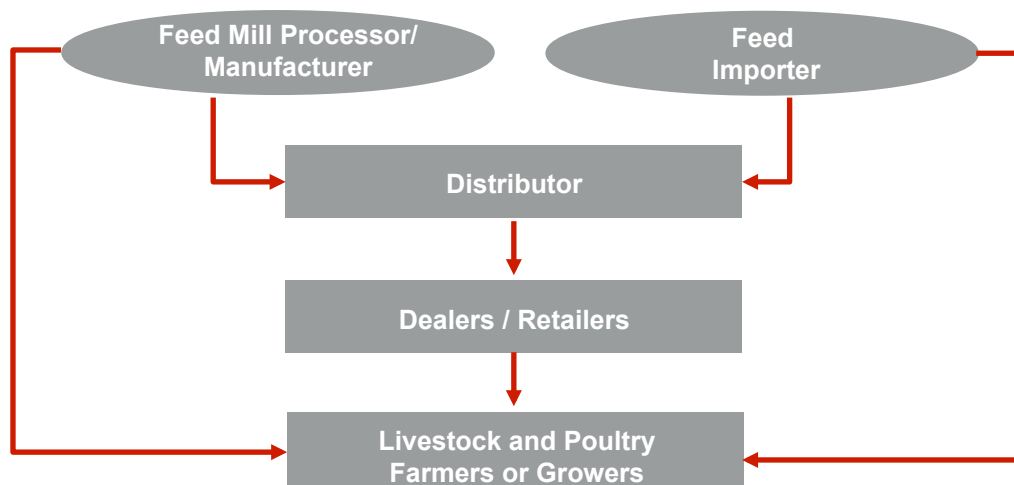 Feed Mill Processor/
Manufacturer
Feed
Importer
Distributor
Dealers / Retailers
Livestock and Poultry
Farmers or Growers